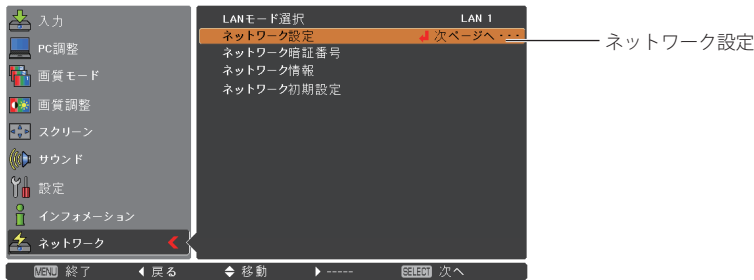 入力
PC調整
画質モード
画質調整
スクリーン
サウンド
設定
インフォメーション
ネットワーク
LANモード選択 LAN 1
ネットワーク設定 次ページへ・・・
ネットワーク暗証番号
ネットワーク情報
ネットワーク初期設定
ネットワーク設定
MENU 終了 戻る 移動 ----- SELECT 次へ